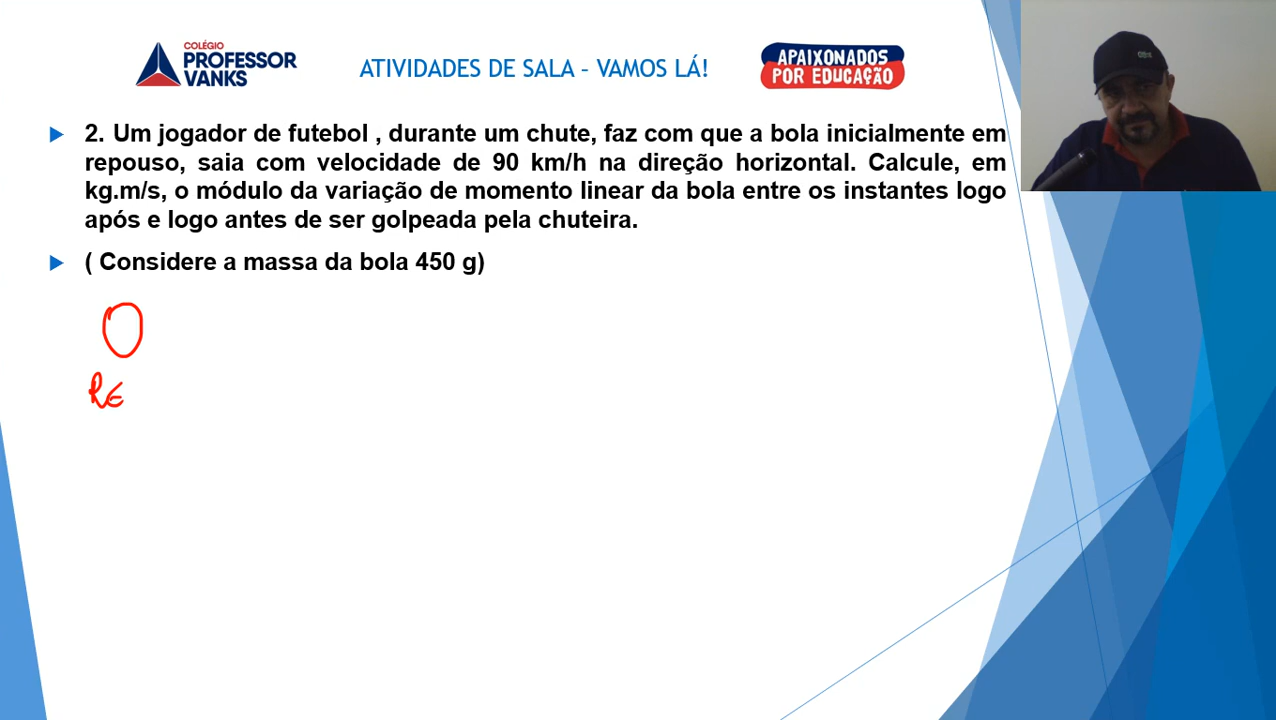 COLÉGIO
PROFESSOR
VANKS
ATIVIDADES DE SALA – VAMOS LÁ!
APAIXONADOS
POR EDUCAÇÃO
2. Um jogador de futebol , durante um chute, faz com que a bola inicialmente em
repouso, saia com velocidade de 90 km/h na direção horizontal. Calcule, em
kg.m/s, o módulo da variação de momento linear da bola entre os instantes logo
após e logo antes de ser golpeada pela chuteira.
( Considere a massa da bola 450 g)
RE